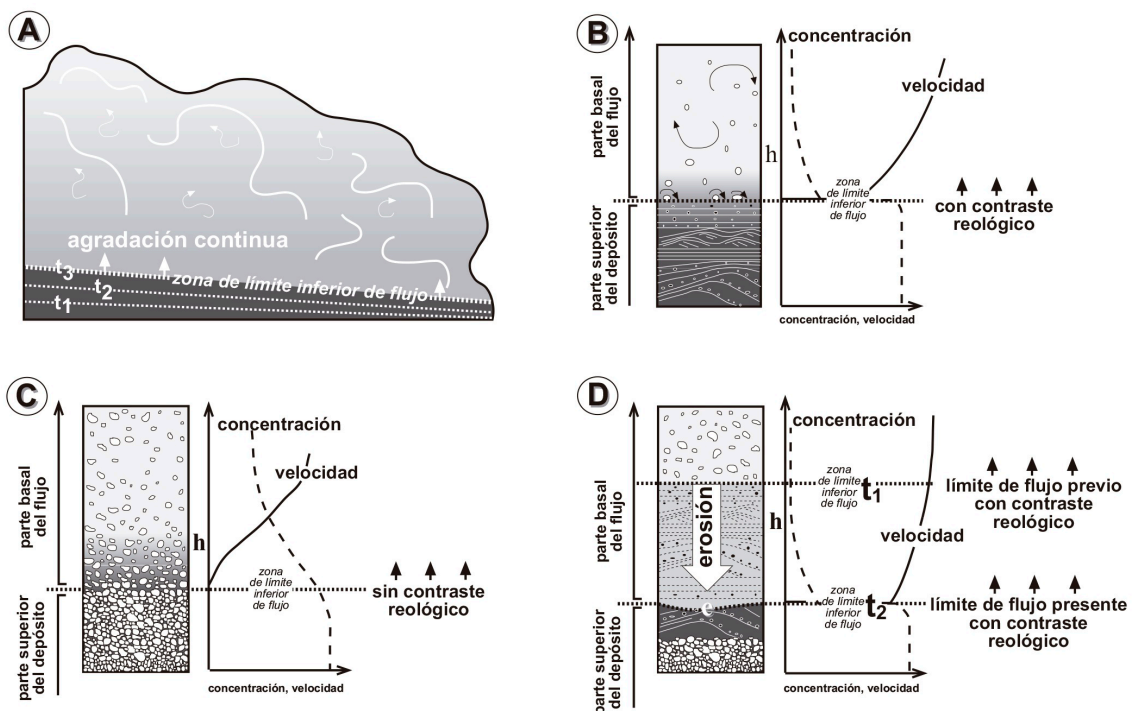 A
agradación continua
t3
t2
t1
zona de límite inferior de flujo
B
parte basal
del flujo
parte superior
del depósito
h
concentración
velocidad
zona
de límite
inferior
de flujo
con contraste
reológico
concentración, velocidad
C
parte basal
del flujo
parte superior
del depósito
h
concentración
velocidad
zona
de límite
inferior
de flujo
sin contraste
reológico
concentración, velocidad
D
parte basal
del flujo
parte superior
del depósito
erosión
e
h
concentración
zona
de límite
inferior
de flujo
t1
límite de flujo previo
con contraste
reológico
velocidad
zona
de límite
inferior
de flujo
t2
límite de flujo presente
con contraste
reológico
concentración, velocidad